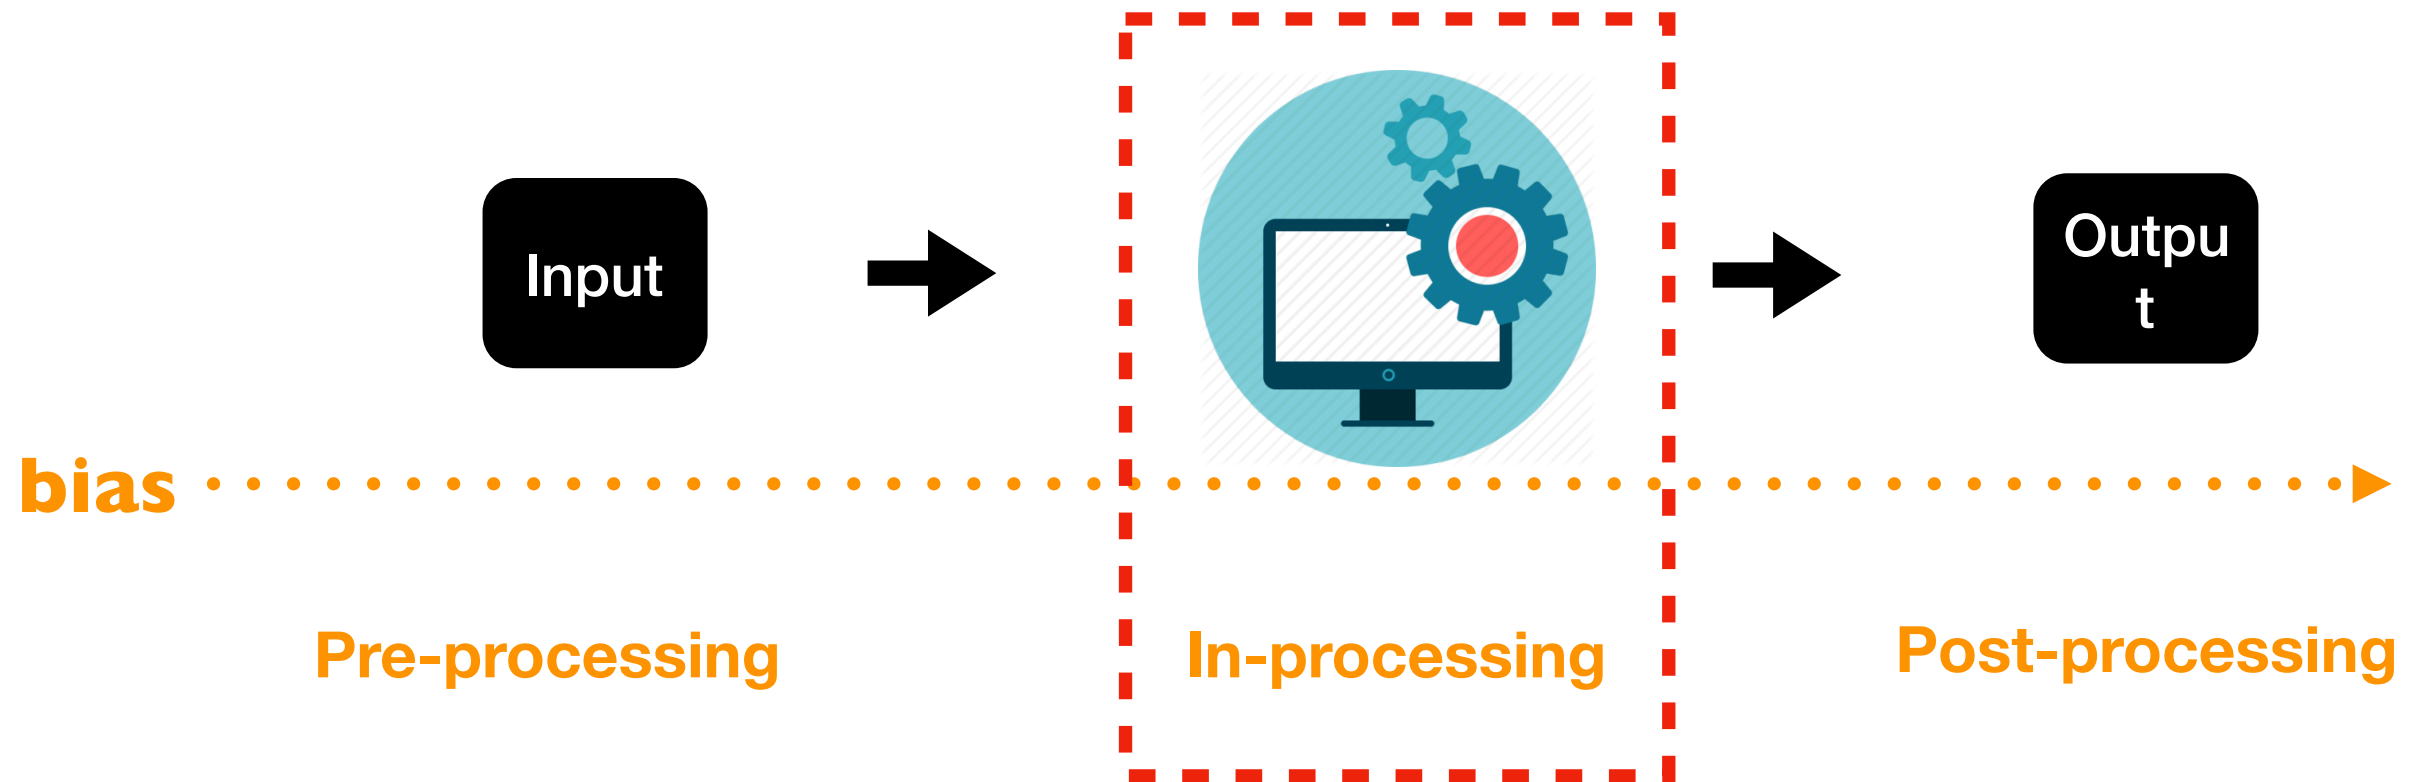 Input
Outpu
t
bias
Pre-processing
In-processing
Post-processing